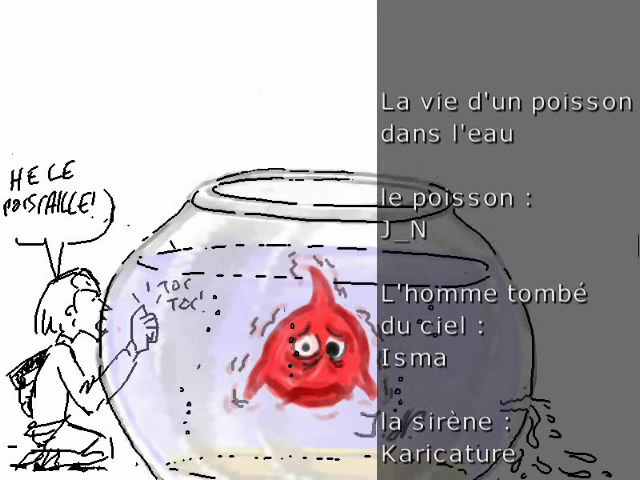 HE LE
POISCAILLE!
TOC
TOC!
La vie d'un poisson
dans l'eau
le poisson :
J_N
L'homme tombé
du ciel :
Isma
la sirène :
Karicature